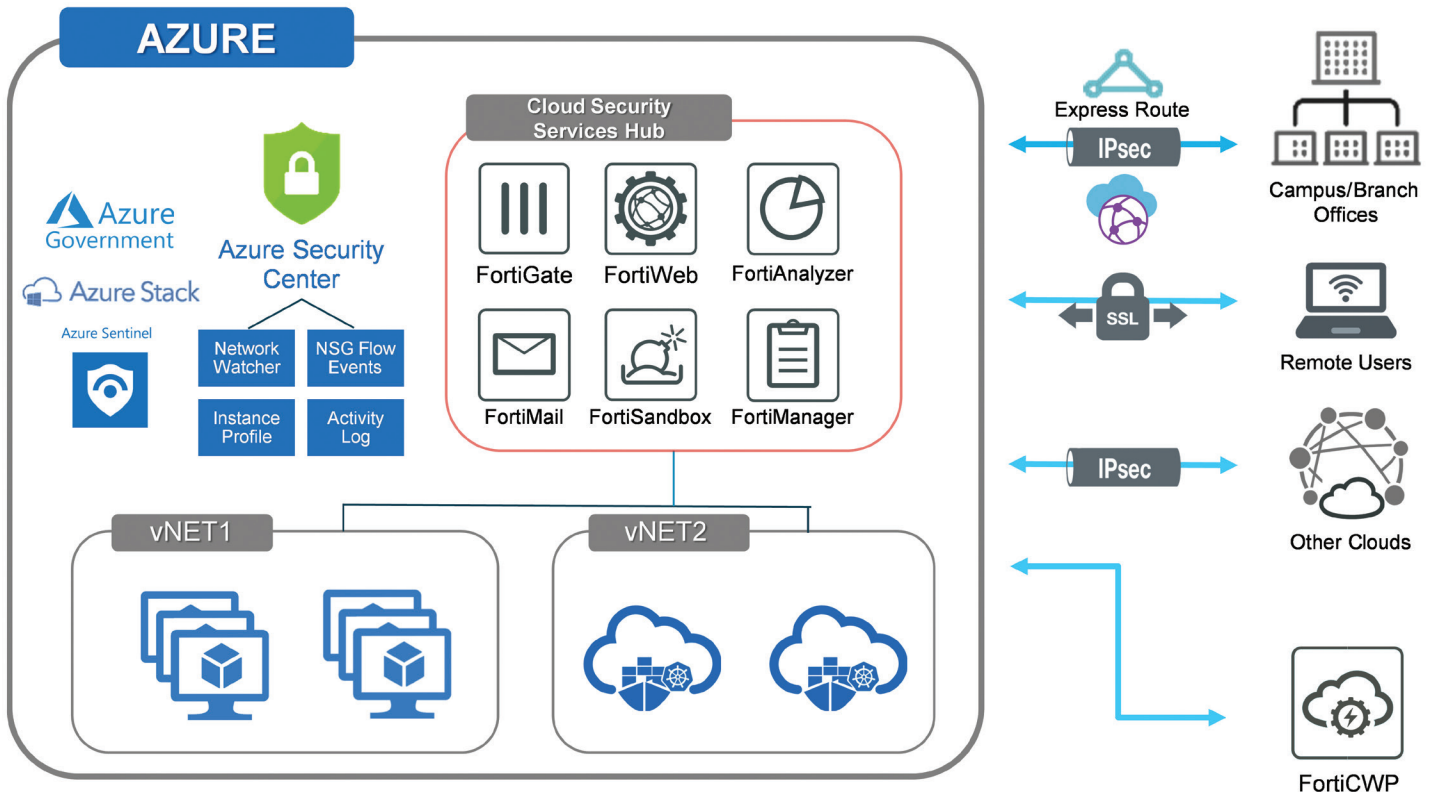 AZURE
Azure
Government
Azure Stack
Azure Sentinel
Azure Security
Center
Network
Watcher
NSG Flow
Events
Instance
Profile
Activity
Log
Cloud Security
Services Hub
FortiGate
FortiWeb
FortiAnalyzer
FortiMail
FortiSandbox
FortiManager
vNET1
vNET2
Express Route
IPsec
Campus/Branch
Offices
SSL
Remote Users
IPsec
Other Clouds
FortiCWP